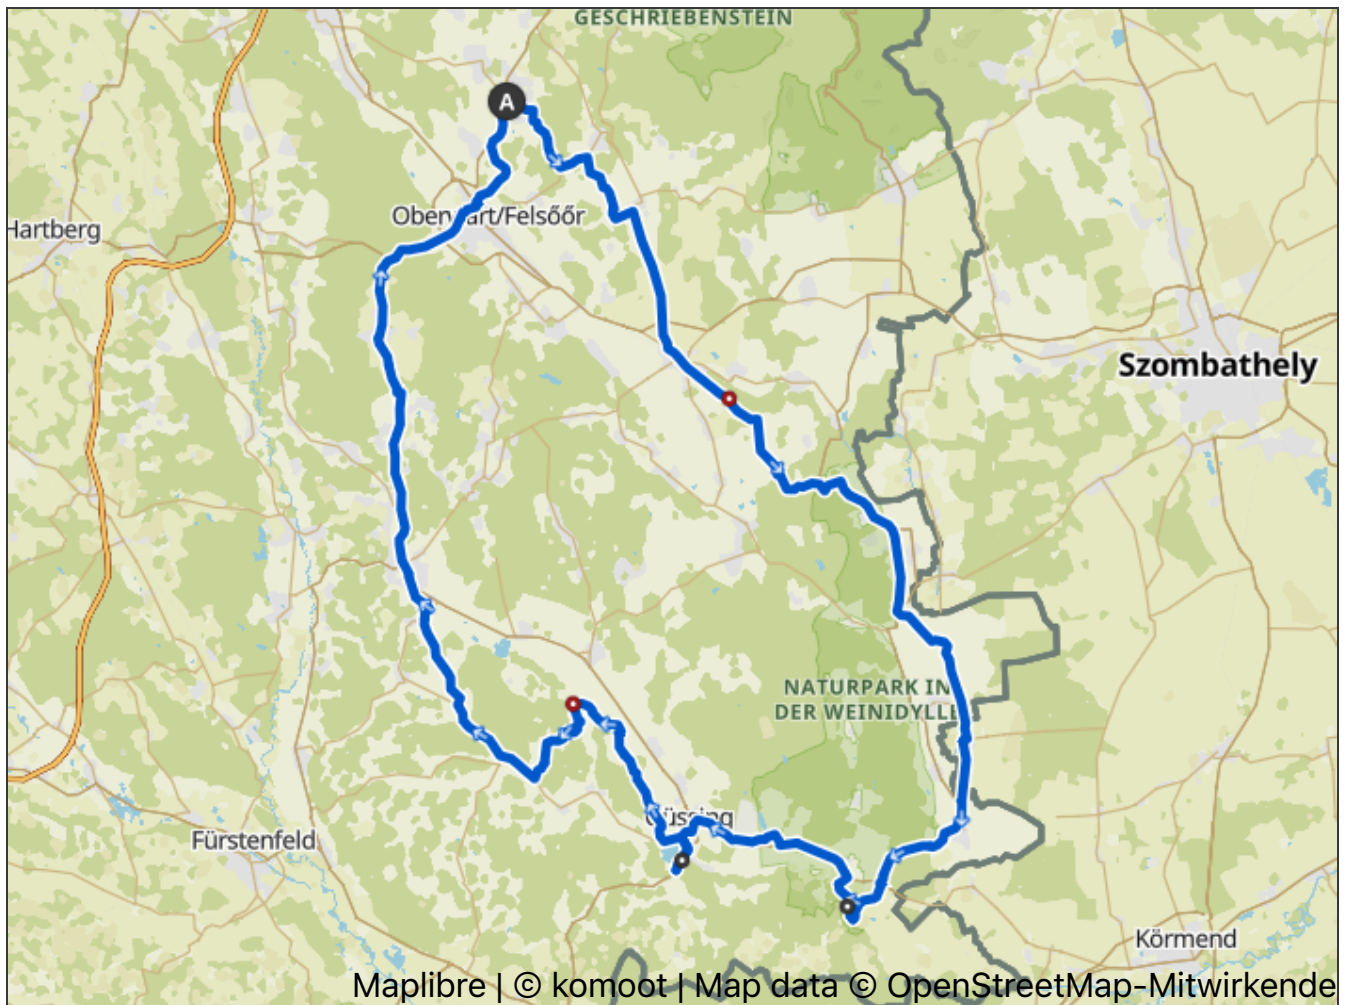 GESCHRIEBENSTEIN
A
Hartberg
Szombathely
NATURPARK IN
DER WEINIDYLLE
Fürstenfeld
Körmend
Maplibre | © komoot | Map data © OpenStreetMap-Mitwirkende